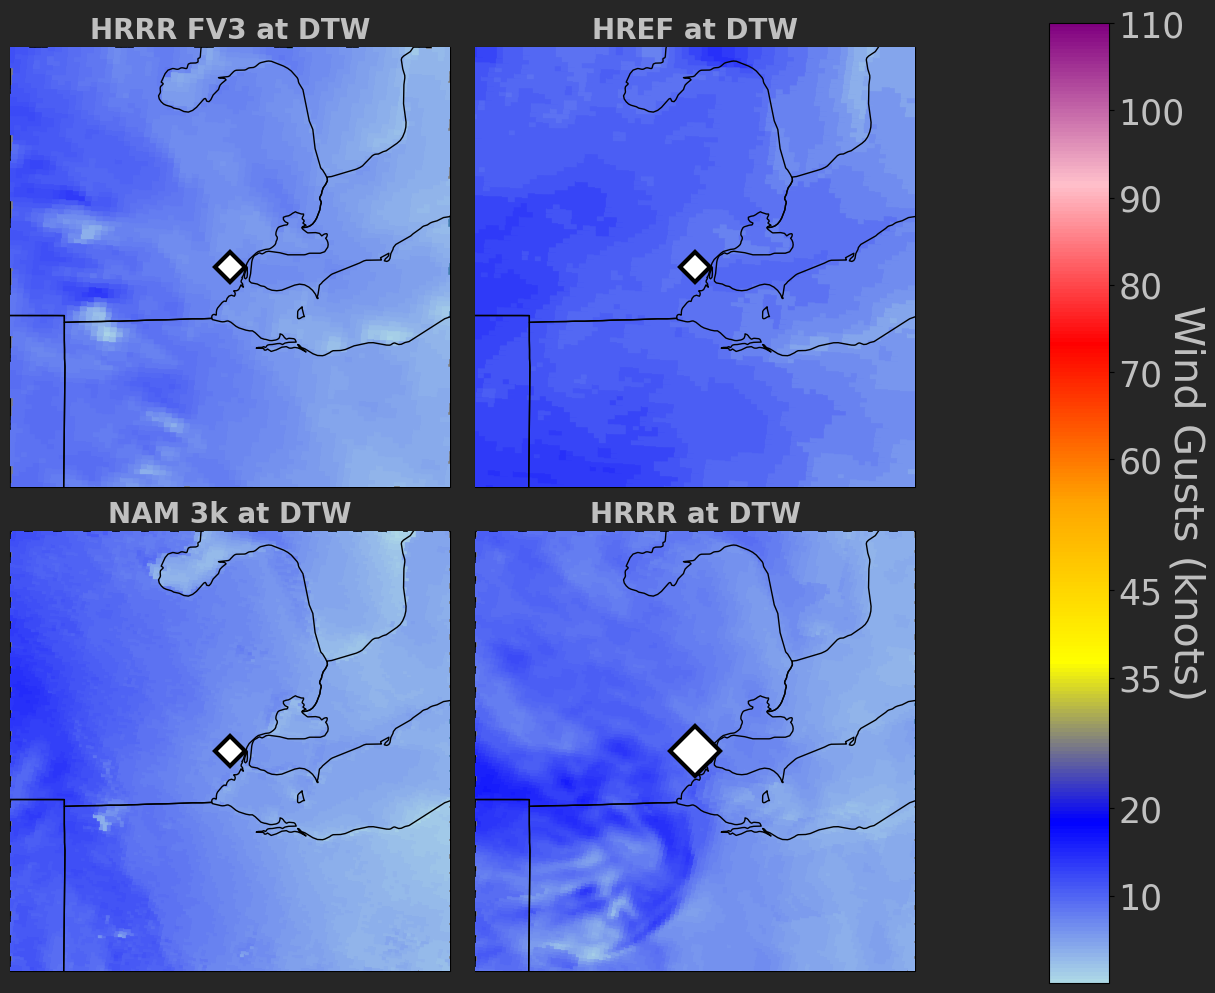 HRRR FV3 at DTW
HREF at DTW
NAM 3k at DTW
HRRR at DTW
110
100
90
80
70
60
45
35
20
10
Wind Gusts (knots)